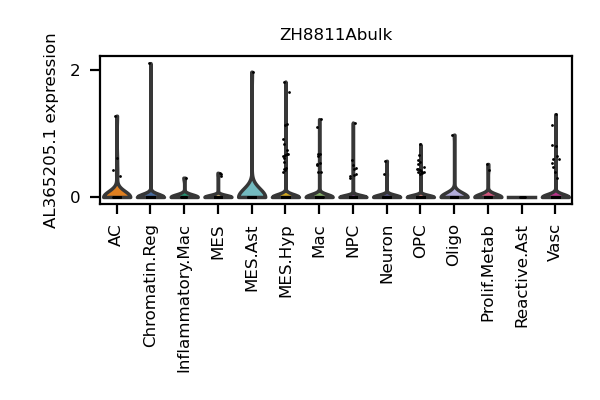 ZH8811Abulk
AL365205.1 expression
2
0
AC
Chromatin.Reg
Inflammatory.Mac
MES
MES.Ast
MES.Hyp
Mac
NPC
Neuron
OPC
Oligo
Prolif.Metab
Reactive.Ast
Vasc